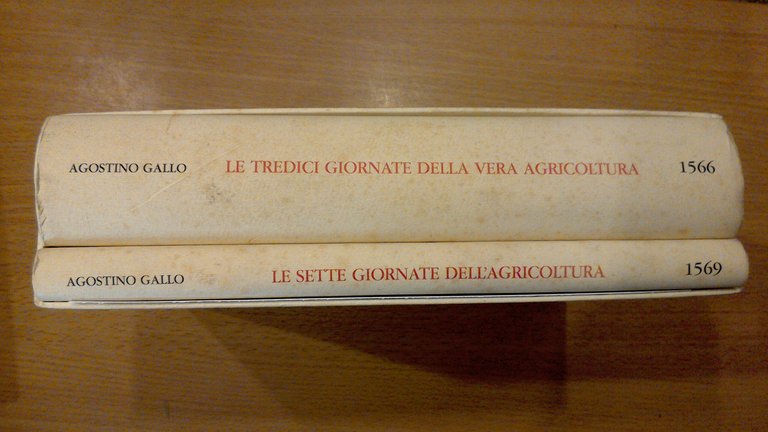 AGOSTINO GALLO LE TREDICI GIORNATE DELLA VERA AGRICOLTURA 1566
AGOSTINO GALLO LE SETTE GIORNATE DELL'AGRICOLTURA 1569